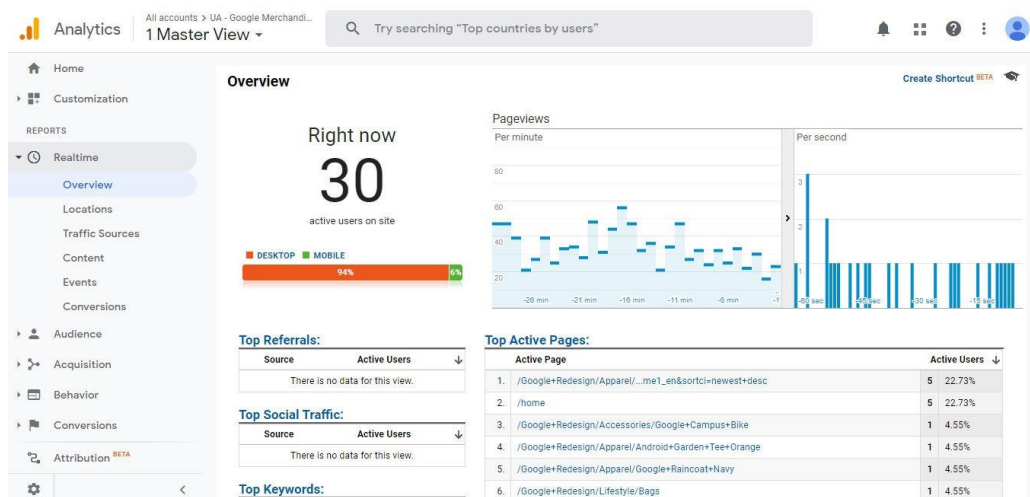 Analytics
All accounts > UA - Google Merchandi...
1 Master View
Try searching "Top countries by users"
Home
Customization
REPORTS
Realtime
Overview
Locations
Traffic Sources
Content
Events
Conversions
Audience
Acquisition
Behavior
Conversions
Attribution BETA
Overview
Create Shortcut BETA
Right now
30
active users on site
DESKTOP MOBILE
94% 6%
Pageviews
Per minute
80
60
40
20
-26 min -21 min -16 min -11 min -6 min -1
Per second
3
2
1
-60 sec -45 sec -30 sec -15 sec
Top Referrals:
Source Active Users
There is no data for this view.
Top Social Traffic:
Source Active Users
There is no data for this view.
Top Keywords:
Top Active Pages:
Active Page Active Users
1. /Google+Redesign/Apparel/...me1_en&sortci=newest+desc 5 22.73%
2. /home 5 22.73%
3. /Google+Redesign/Accessories/Google+Campus+Bike 1 4.55%
4. /Google+Redesign/Apparel/Android+Garden+Tee+Orange 1 4.55%
5. /Google+Redesign/Apparel/Google+Raincoat+Navy 1 4.55%
6. /Google+Redesign/Lifestyle/Bags 1 4.55%